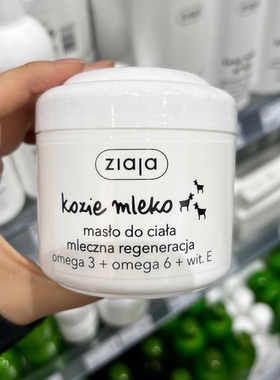 ziaja
kozie mleko
masło do ciała
mleczna regeneracja
omega 3 + omega 6 + wit. E